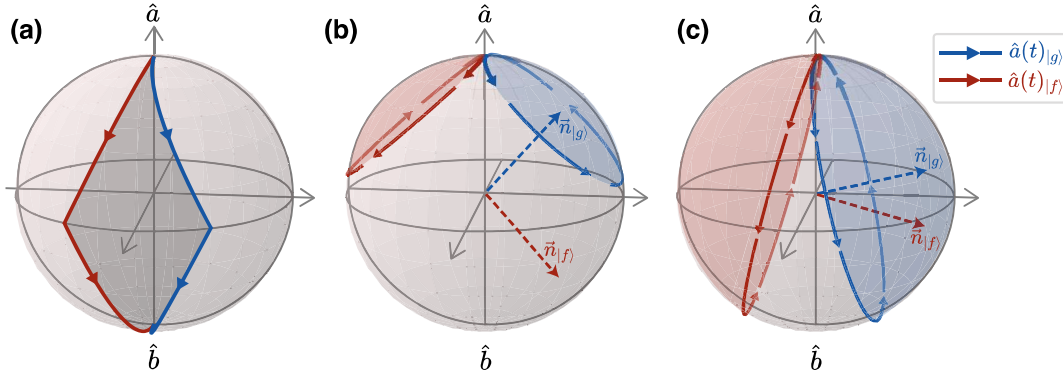 (a)
â
b̂
(b)
â
n⃗|g⟩
n⃗|f⟩
b̂
(c)
â
n⃗|g⟩
n⃗|f⟩
b̂
â(t)|g⟩
â(t)|f⟩